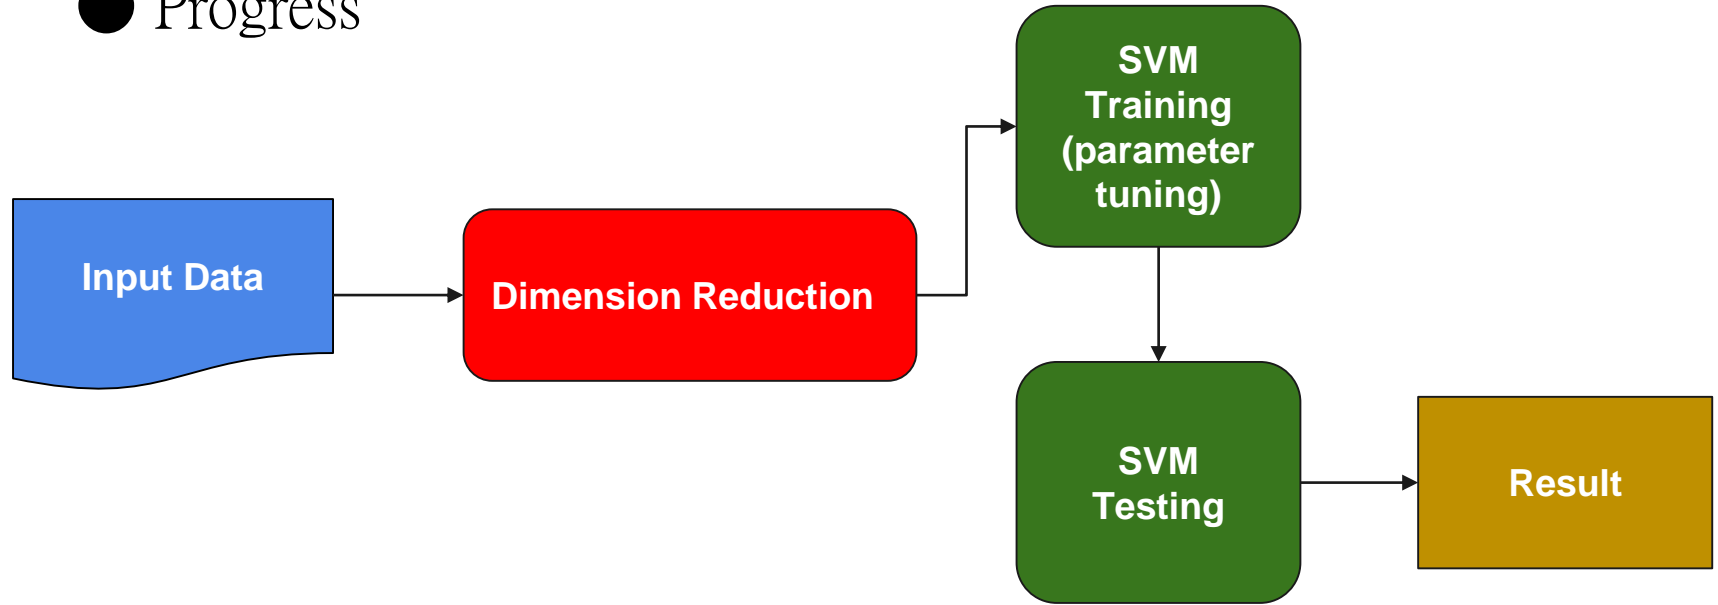 ● Progress
SVM
Training
(parameter
tuning)
Input Data
Dimension Reduction
SVM
Testing
Result